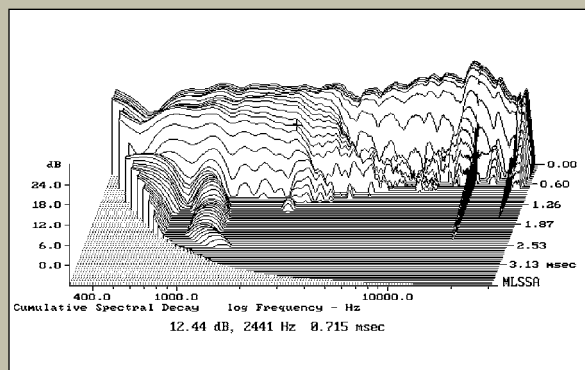 dB
24.0
18.0
12.0
6.0
0.0
0.00
0.60
1.26
1.87
2.53
3.13 msec
MLSSA
400.0 1000.0 10000.0
Cumulative Spectral Decay log Frequency - Hz
12.44 dB, 2441 Hz 0.715 msec